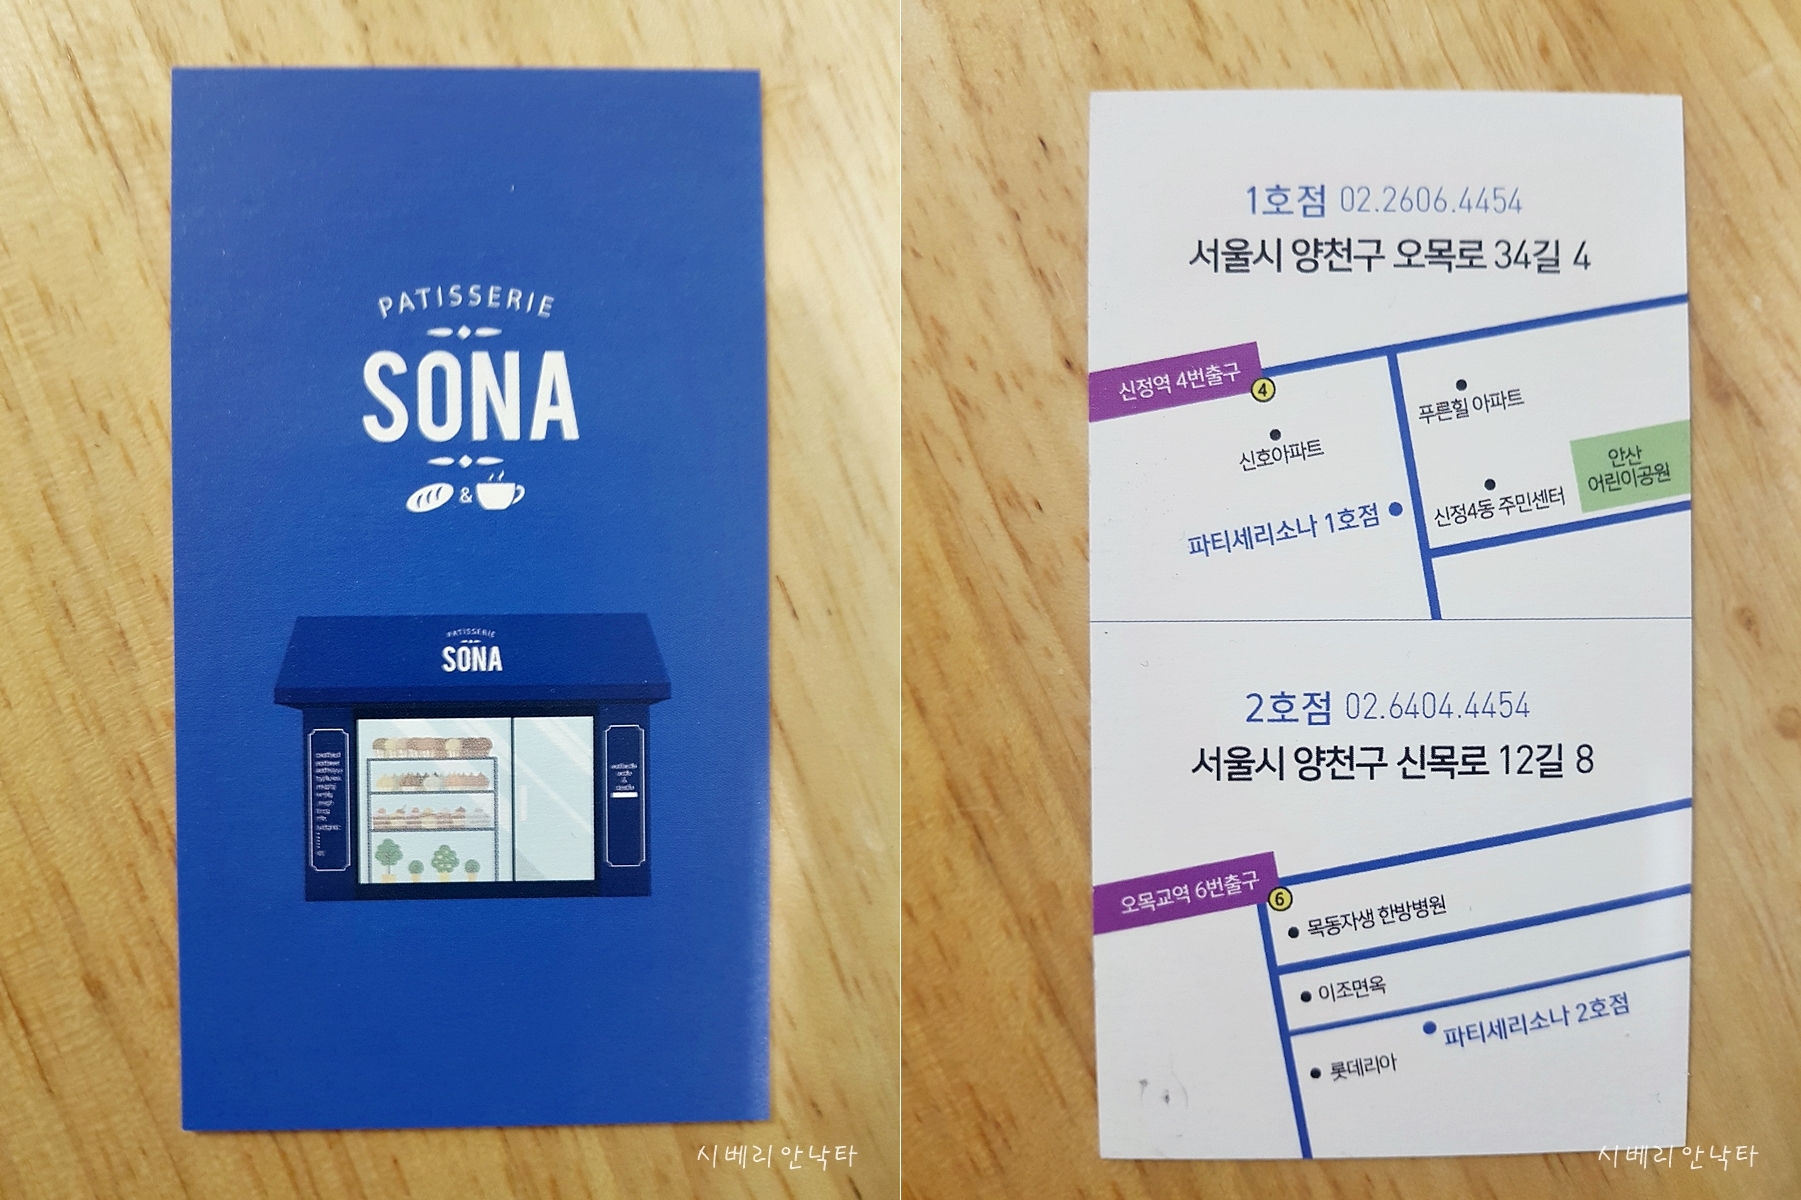 PATISSERIE
SONA
&
PATISSERIE
SONA
시베리안낙타
1호점 02.2606.4454
서울시 양천구 오목로 34길 4
신정역 4번출구
4
푸른힐 아파트
신호아파트
안산
어린이공원
신정4동 주민센터
파티세리소나 1호점
2호점 02.6404.4454
서울시 양천구 신목로 12길 8
오목교역 6번출구
6
목동자생 한방병원
이조면옥
파티세리소나 2호점
롯데리아
시베리안낙타